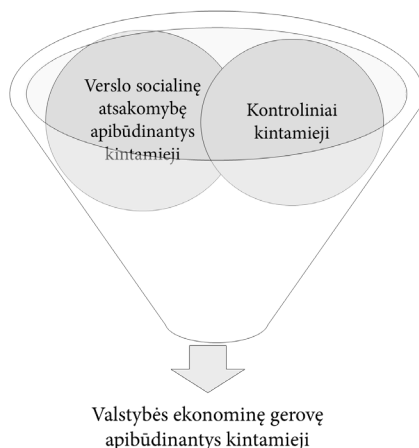 Verslo socialinę
atsakomybę
apibūdinantys
kintamieji
Kontroliniai
kintamieji
Valstybės ekonominę gerovę
apibūdinantys kintamieji